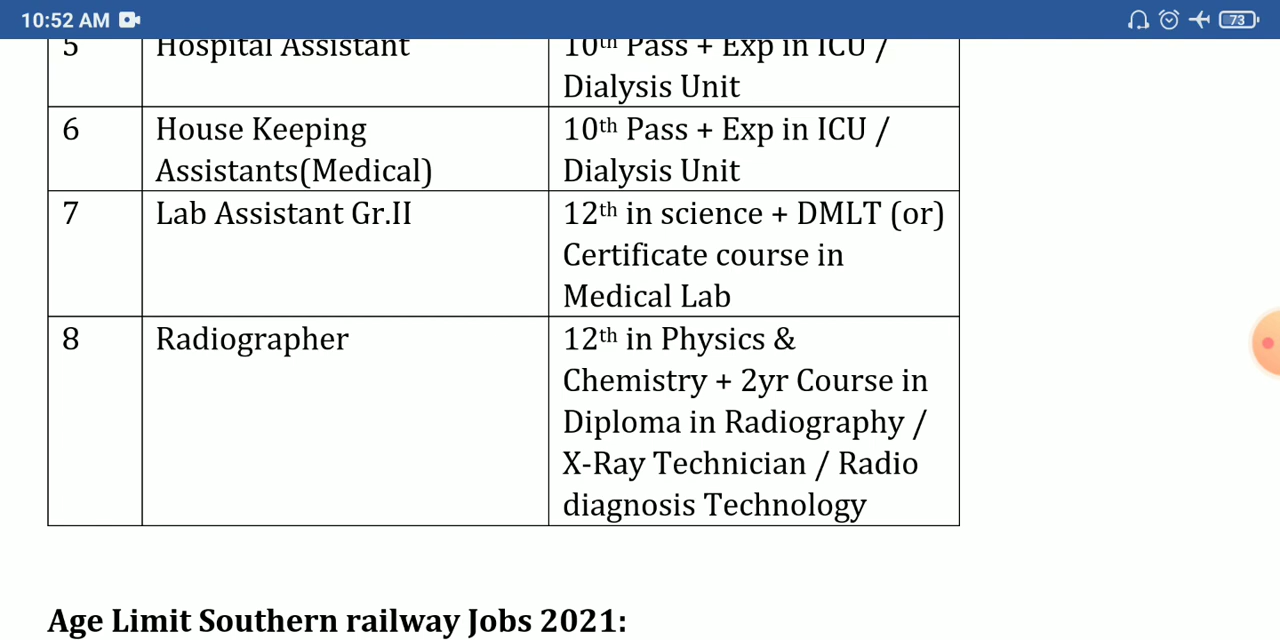 10:52 AM
73
5 Hospital Assistant 10th Pass + Exp in ICU /
Dialysis Unit
6 House Keeping 10th Pass + Exp in ICU /
Assistants(Medical) Dialysis Unit
7 Lab Assistant Gr.II 12th in science + DMLT (or)
Certificate course in
Medical Lab
8 Radiographer 12th in Physics &
Chemistry + 2yr Course in
Diploma in Radiography /
X-Ray Technician / Radio
diagnosis Technology
Age Limit Southern railway Jobs 2021: